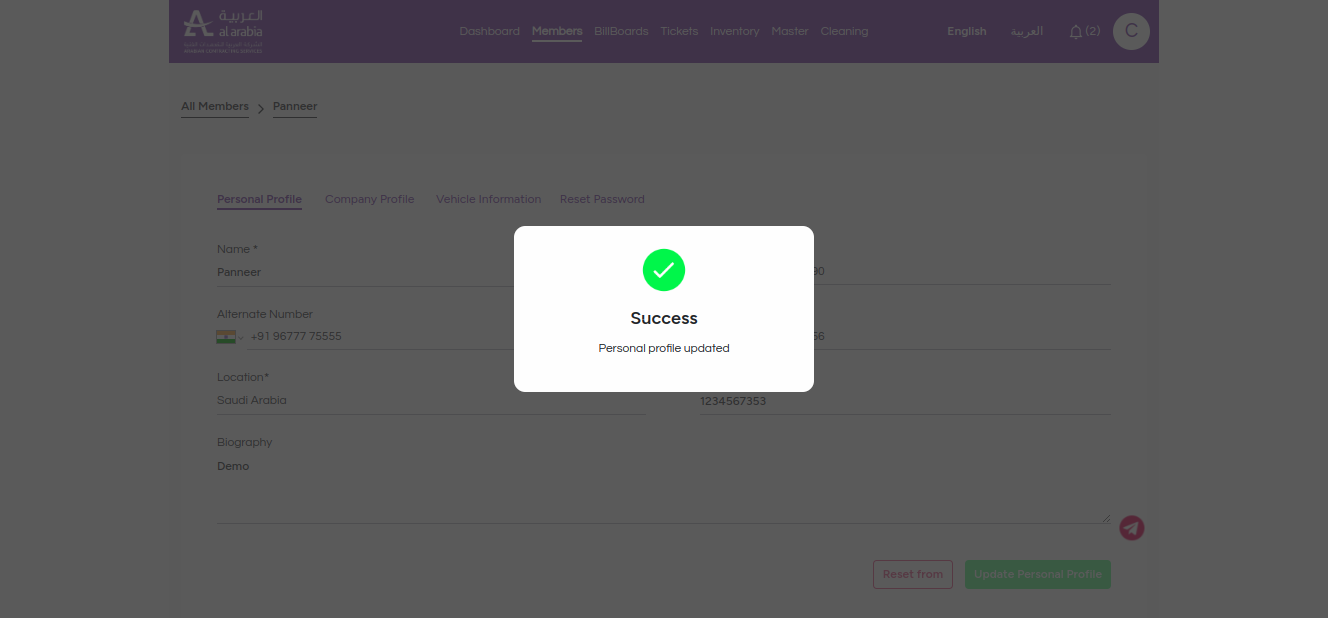 العربية
al arabia
Dashboard Members BillBoards Tickets Inventory Master Cleaning English العربية (2) C
All Members > Panneer
Personal Profile Company Profile Vehicle Information Reset Password
Name *
Panneer
90
Alternate Number
+91 96777 75555
56
Location*
Saudi Arabia
1234567353
Biography
Demo
Success
Personal profile updated
Reset from Update Personal Profile